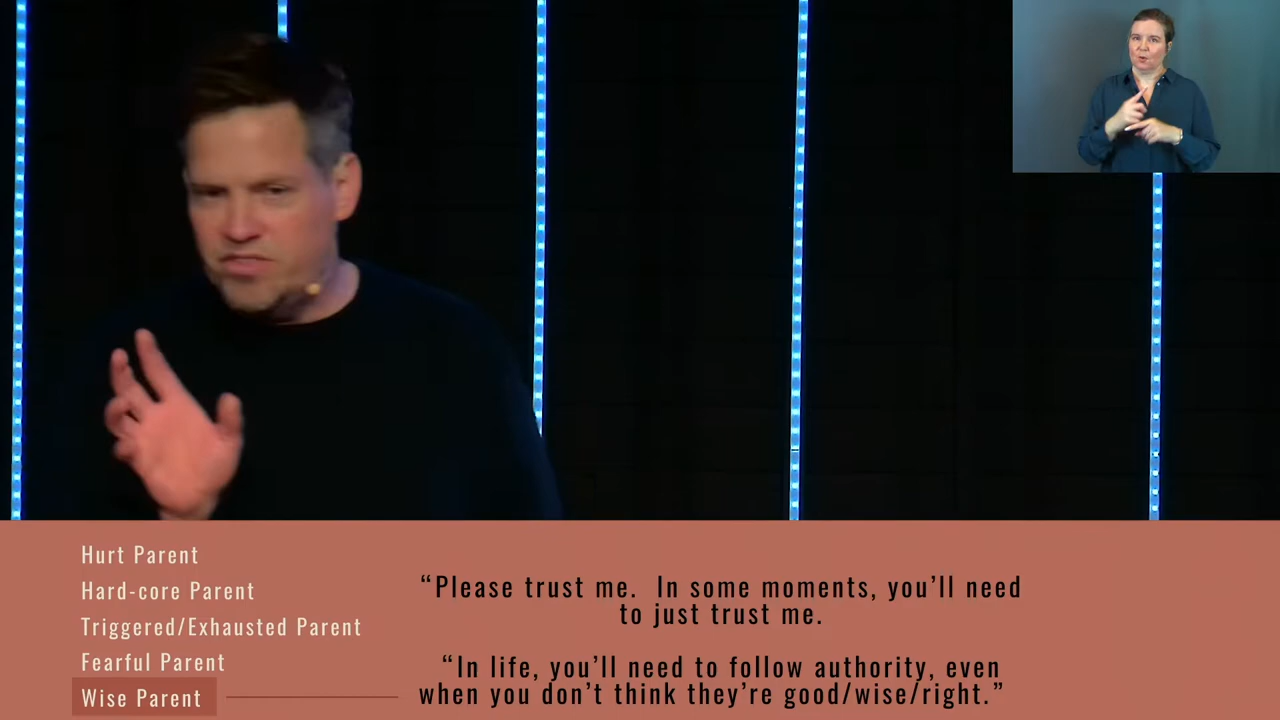 Hurt Parent
Hard-core Parent
Triggered/Exhausted Parent
Fearful Parent
Wise Parent
“Please trust me.  In some moments, you’ll need
to just trust me.
“In life, you’ll need to follow authority, even
when you don’t think they’re good/wise/right.”